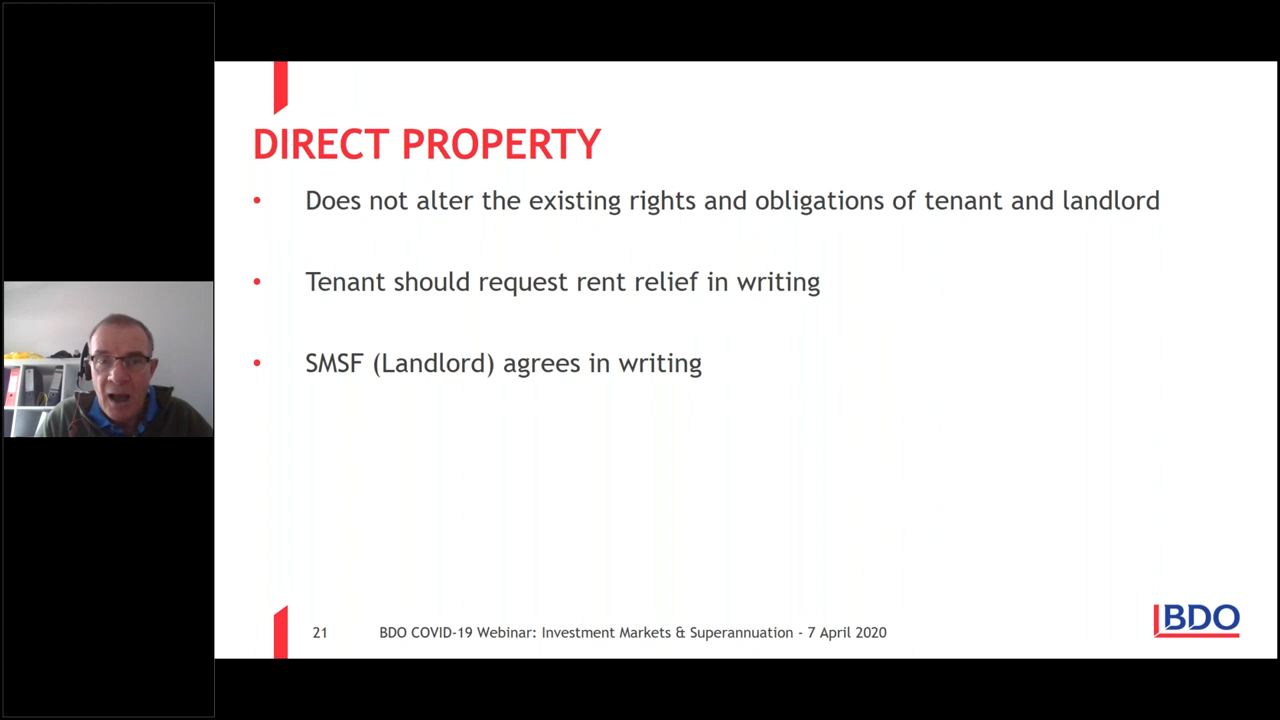 DIRECT PROPERTY
• Does not alter the existing rights and obligations of tenant and landlord
• Tenant should request rent relief in writing
• SMSF (Landlord) agrees in writing
21 BDO COVID-19 Webinar: Investment Markets & Superannuation - 7 April 2020
BDO